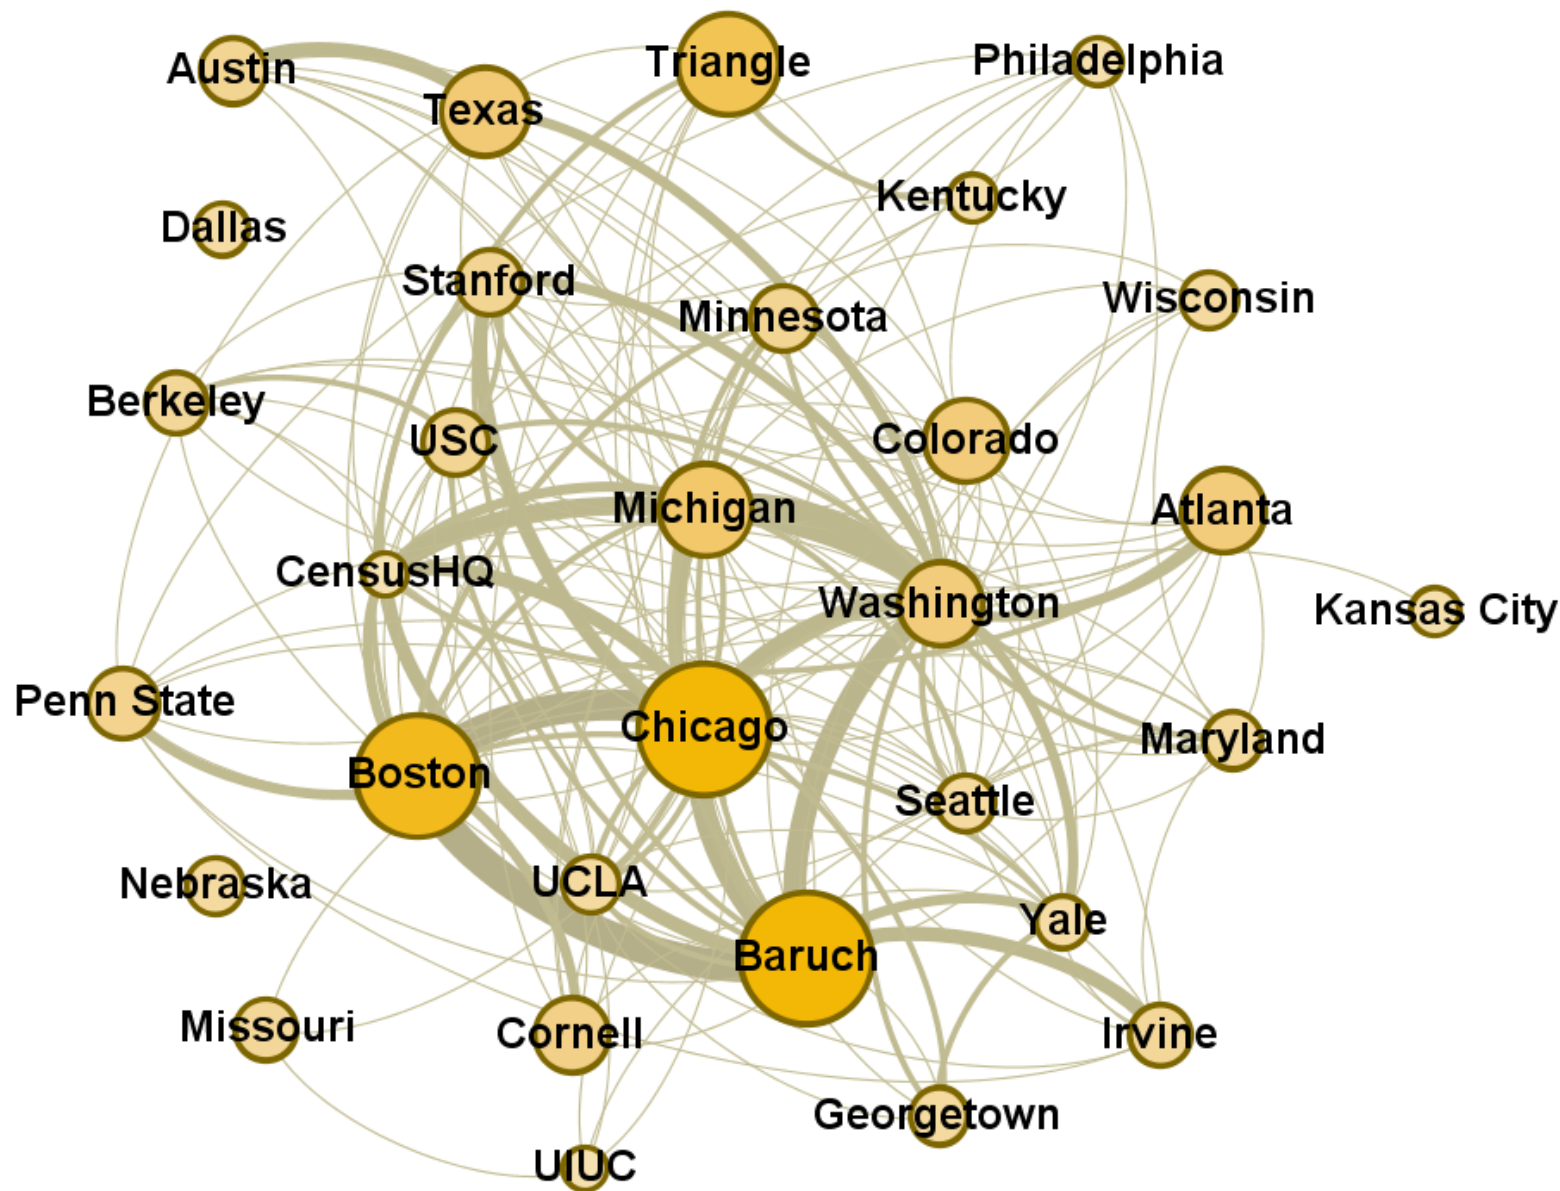 Austin
Texas
Triangle
Philadelphia
Dallas
Kentucky
Stanford
Minnesota
Wisconsin
Berkeley
USC
Colorado
Michigan
Atlanta
CensusHQ
Washington
Kansas City
Penn State
Boston
Chicago
Maryland
Seattle
Nebraska
UCLA
Yale
Baruch
Missouri
Cornell
Irvine
Georgetown
UIUC